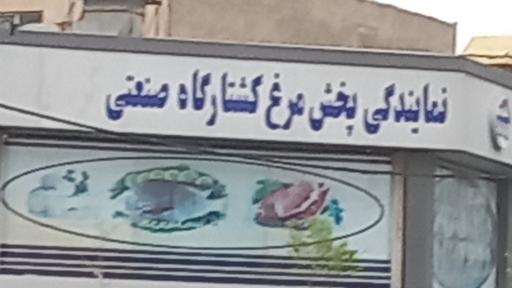 نمایندگی پخش مرغ کشتارگاه صنعتی